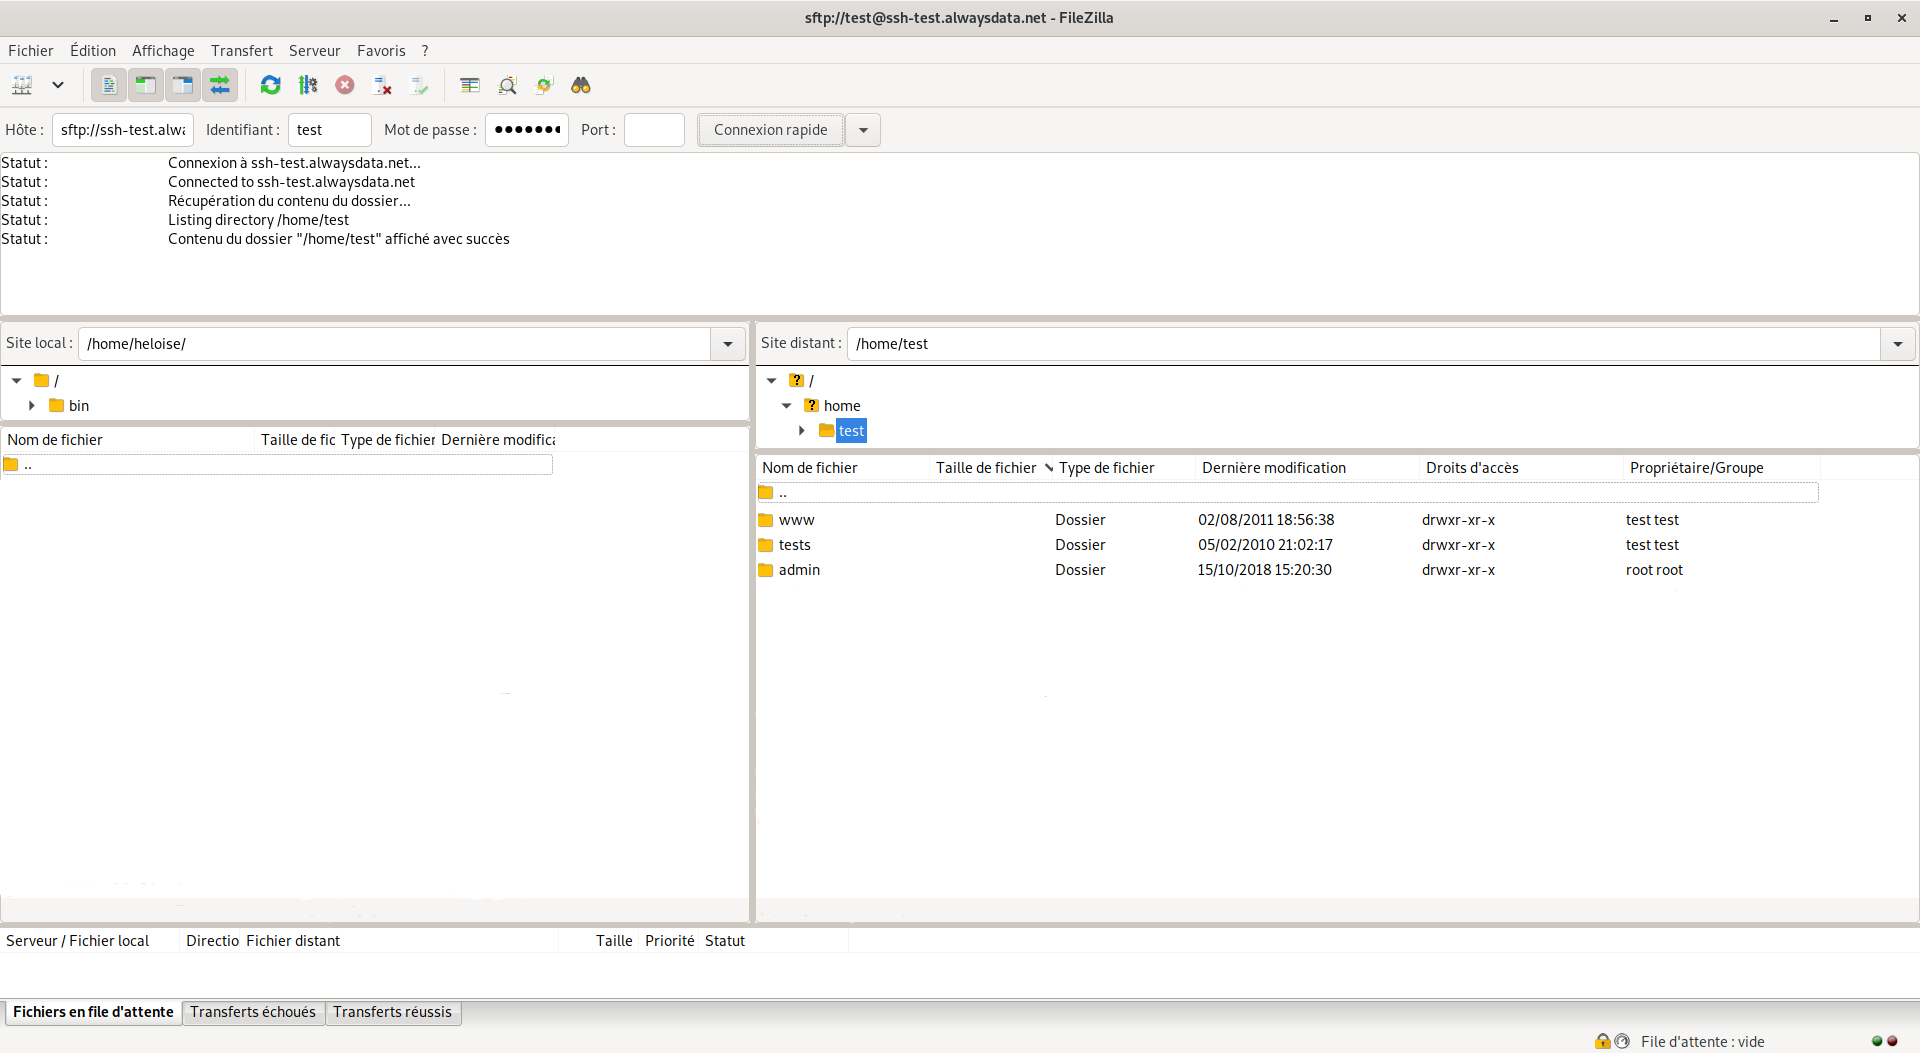 sftp://test@ssh-test.alwaysdata.net - FileZilla
Fichier Édition Affichage Transfert Serveur Favoris ?
Hôte : sftp://ssh-test.alwa Identifiant : test Mot de passe : ●●●●●●● Port : Connexion rapide
Statut : Connexion à ssh-test.alwaysdata.net...
Statut : Connected to ssh-test.alwaysdata.net
Statut : Récupération du contenu du dossier...
Statut : Listing directory /home/test
Statut : Contenu du dossier "/home/test" affiché avec succès
Site local : /home/heloise/
/
bin
Nom de fichier Taille de fic Type de fichier Dernière modifica
..
Site distant : /home/test
? /
? home
test
Nom de fichier Taille de fichier Type de fichier Dernière modification Droits d'accès Propriétaire/Groupe
..
www Dossier 02/08/2011 18:56:38 drwxr-xr-x test test
tests Dossier 05/02/2010 21:02:17 drwxr-xr-x test test
admin Dossier 15/10/2018 15:20:30 drwxr-xr-x root root
Serveur / Fichier local Directio Fichier distant Taille Priorité Statut
Fichiers en file d'attente Transferts échoués Transferts réussis
File d'attente : vide